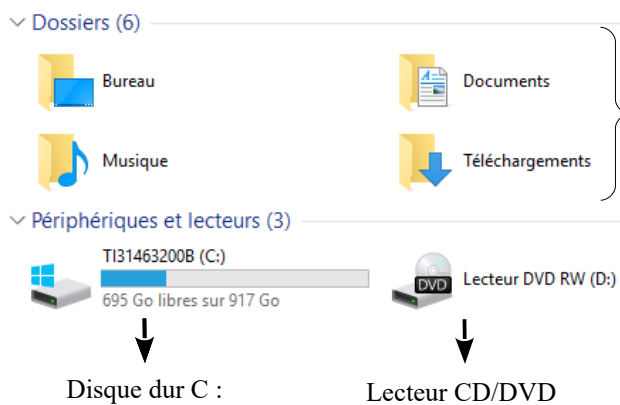 Dossiers (6)
Bureau
Documents
Musique
Téléchargements
Périphériques et lecteurs (3)
TI31463200B (C:)
695 Go libres sur 917 Go
DVD
Lecteur DVD RW (D:)
Disque dur C :
Lecteur CD/DVD